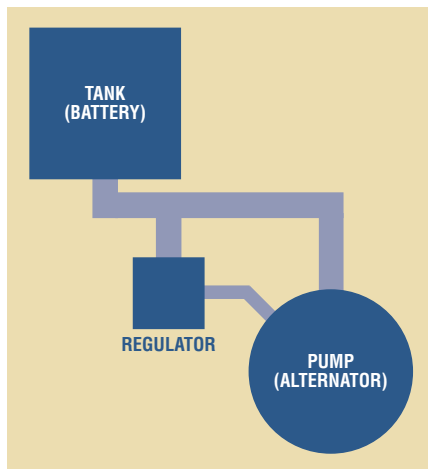 TANK
(BATTERY)
REGULATOR
PUMP
(ALTERNATOR)